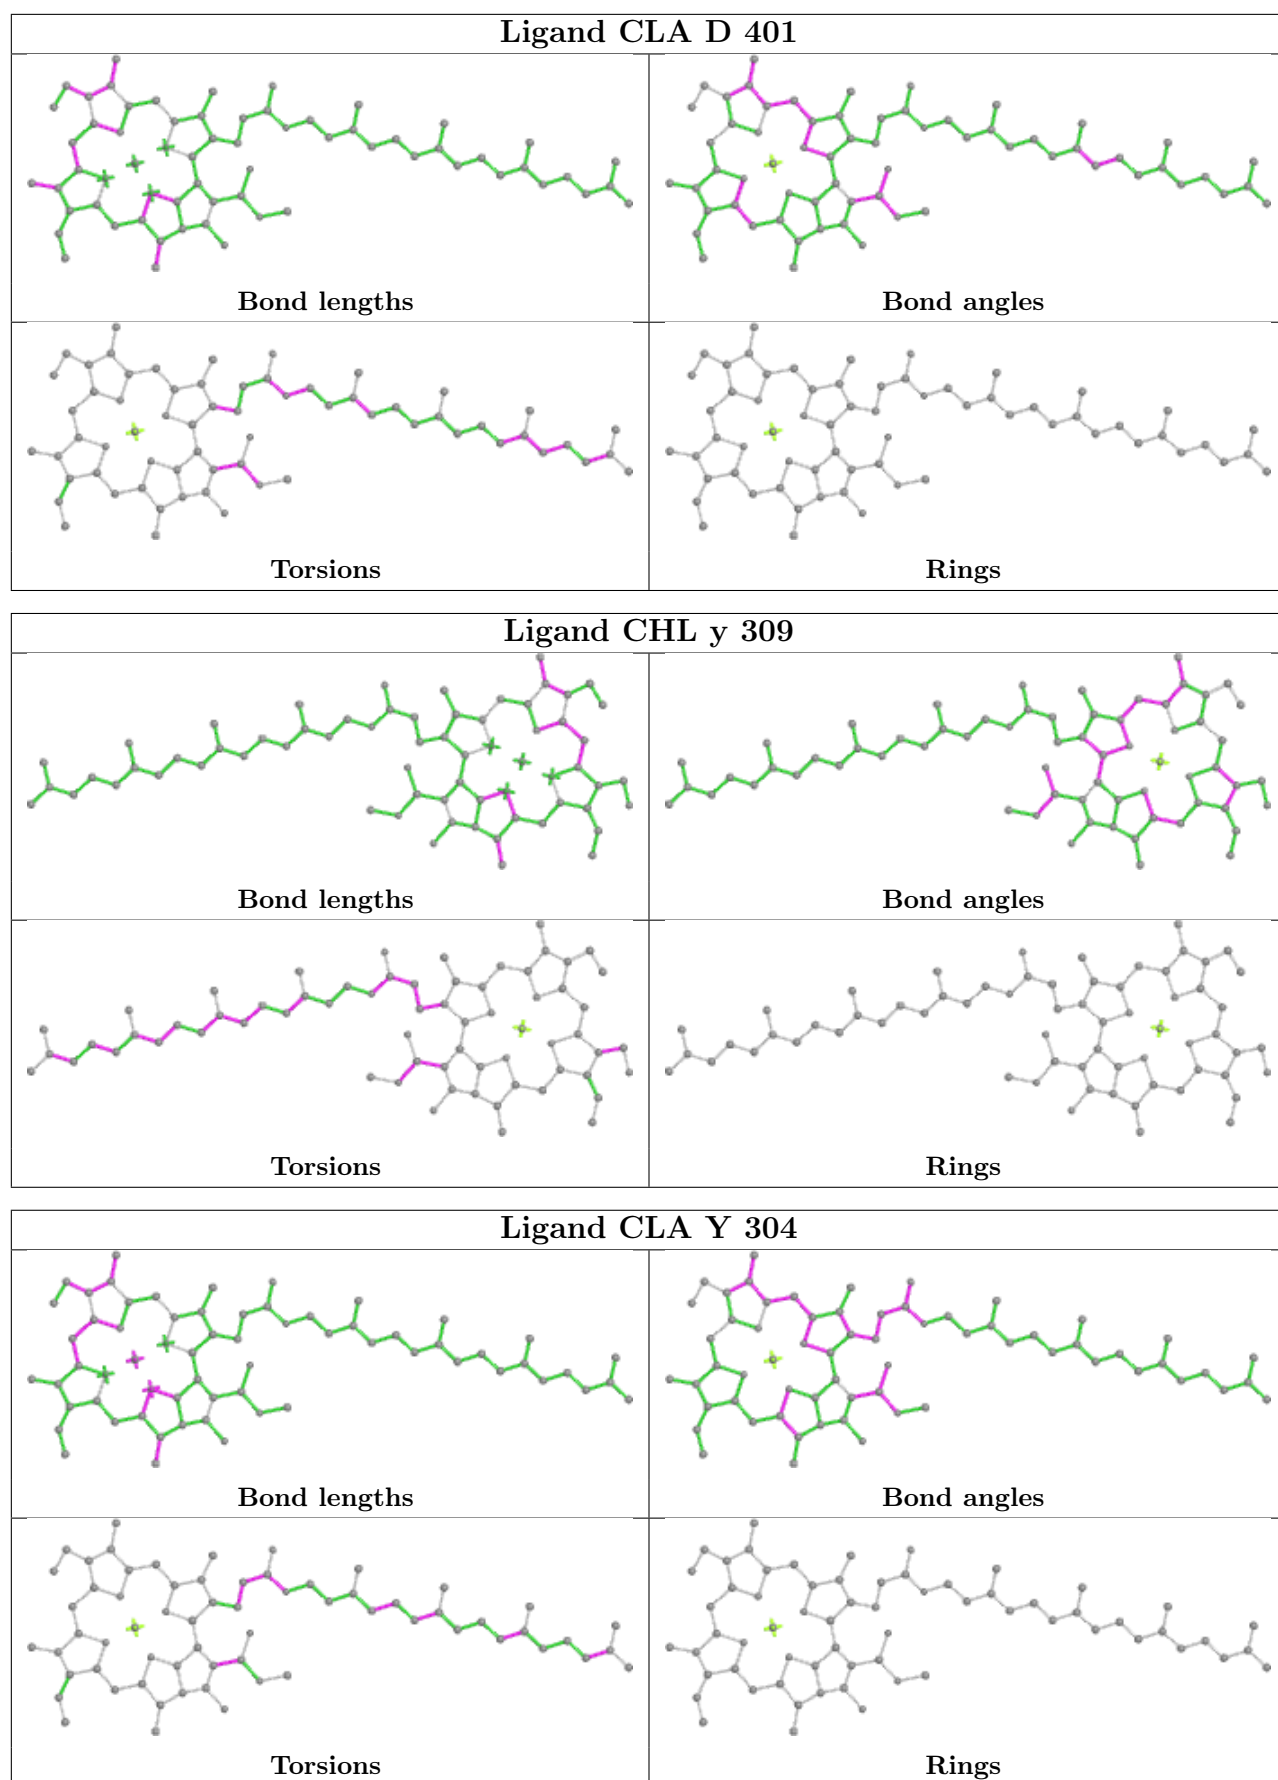 Ligand CLA D 401
Bond lengths
Bond angles
Torsions
Rings
Ligand CHL y 309
Bond lengths
Bond angles
Torsions
Rings
Ligand CLA Y 304
Bond lengths
Bond angles
Torsions
Rings